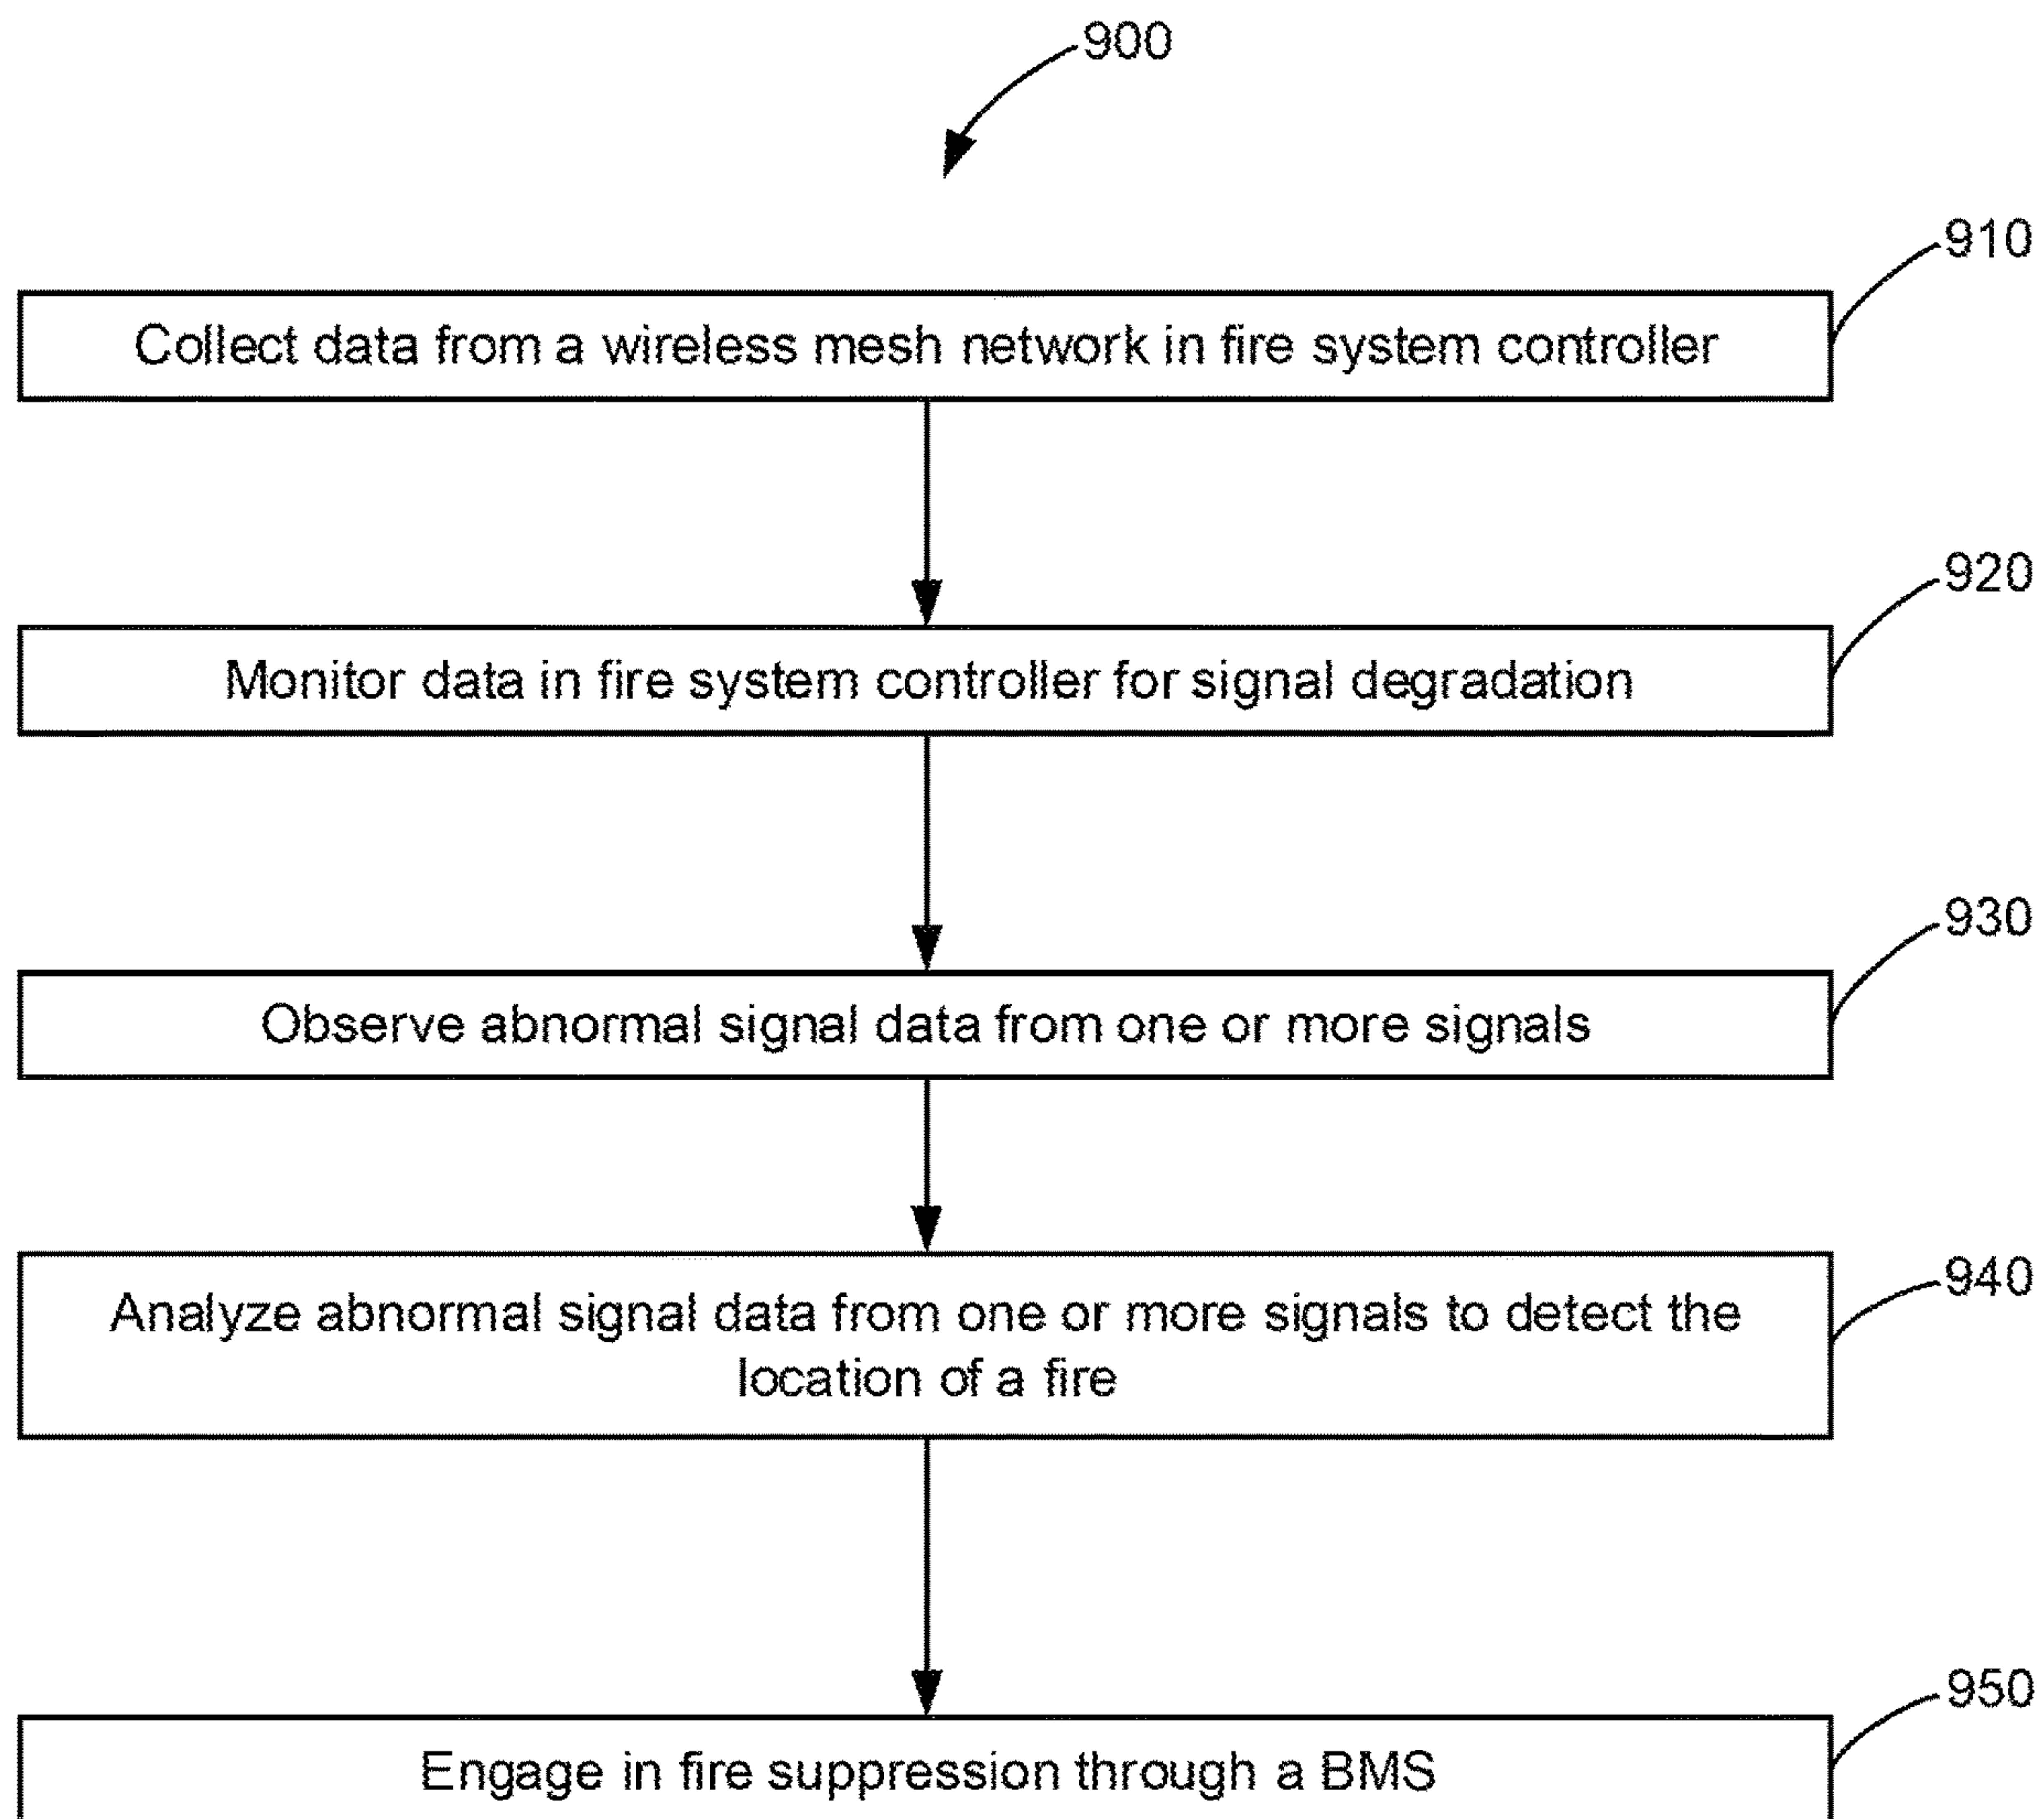 900
910
Collect data from a wireless mesh network in fire system controller
920
Monitor data in fire system controller for signal degradation
930
Observe abnormal signal data from one or more signals
940
Analyze abnormal signal data from one or more signals to detect the
location of a fire
950
Engage in fire suppression through a BMS